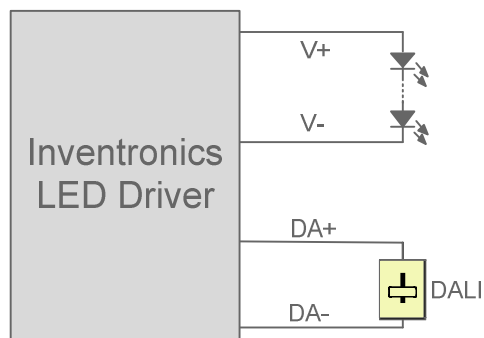 V+
V-
Inventronics
LED Driver
DA+
DALI
DA-